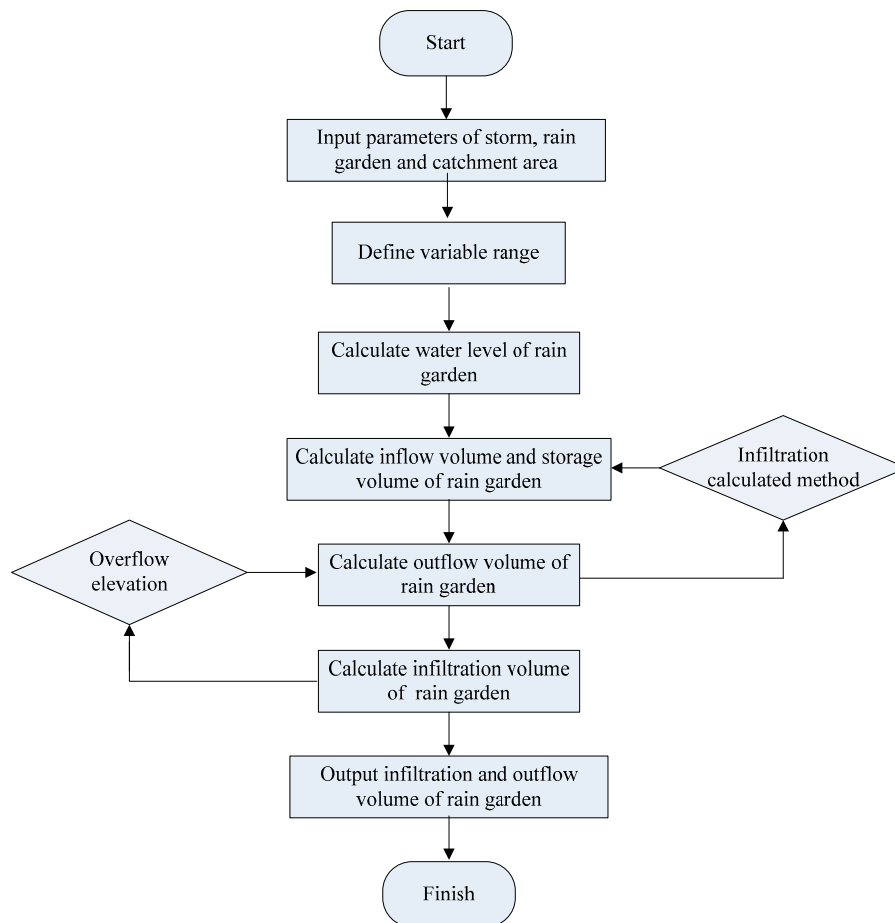 Start
Input parameters of storm, rain
garden and catchment area
Define variable range
Calculate water level of rain
garden
Calculate inflow volume and storage
volume of rain garden
Infiltration
calculated method
Overflow
elevation
Calculate outflow volume of
rain garden
Calculate infiltration volume
of rain garden
Output infiltration and outflow
volume of rain garden
Finish